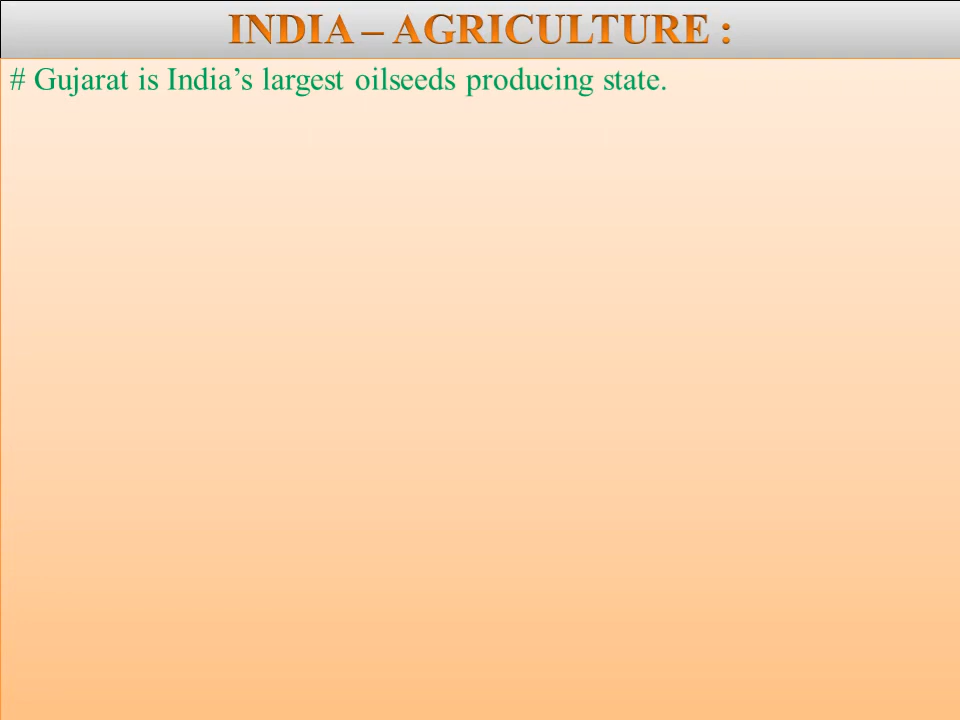 INDIA – AGRICULTURE :
# Gujarat is India’s largest oilseeds producing state.